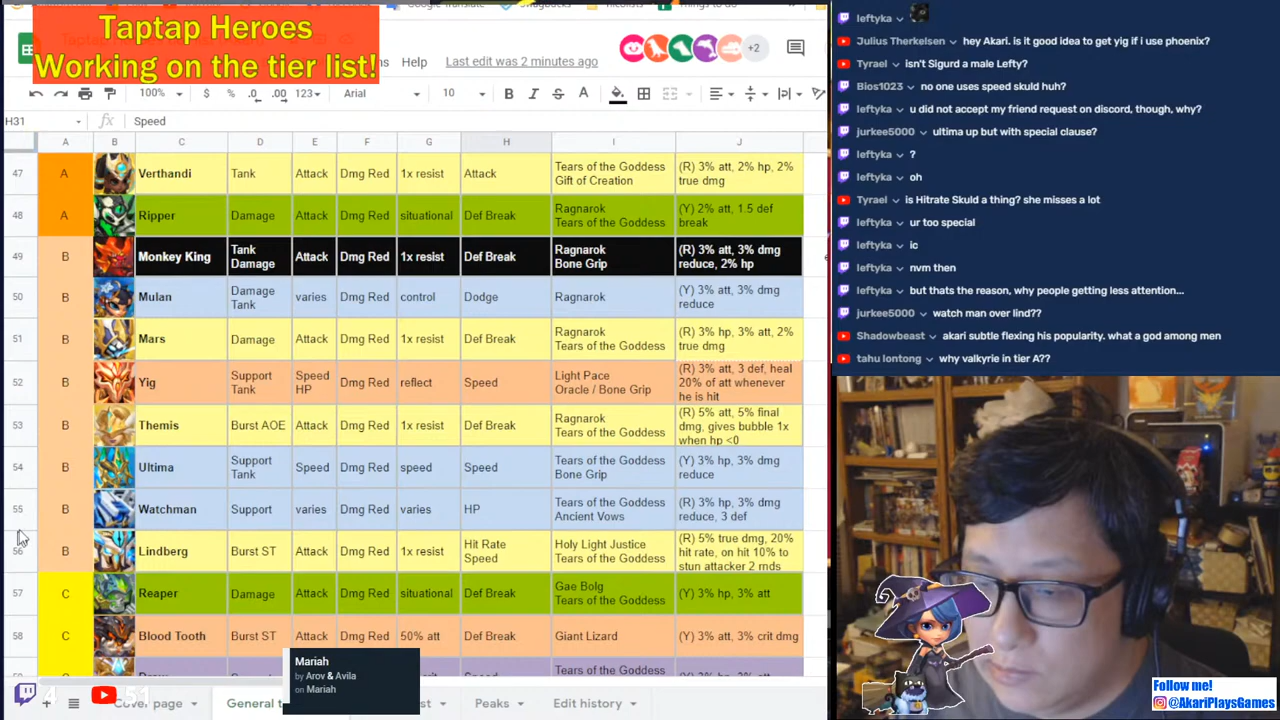 Taptap Heroes
Working on the tier list!
Help
Last edit was 2 minutes ago
+2
100%
$
%
.0
.00
123
Arial
10
B
I
S
A
H31
fx
Speed
A
B
C
D
E
F
G
H
I
J
47 A Verthandi Tank Attack Dmg Red 1x resist Attack
Tears of the Goddess
Gift of Creation
(R) 3% att, 2% hp, 2%
true dmg
48 A Ripper Damage Attack Dmg Red situational Def Break
Ragnarok
Tears of the Goddess
(Y) 2% att, 1.5 def
break
49 B Monkey King
Tank
Damage
Attack Dmg Red 1x resist Def Break
Ragnarok
Bone Grip
(R) 3% att, 3% dmg
reduce, 2% hp
50 B Mulan
Damage
Tank
varies Dmg Red control Dodge Ragnarok
(Y) 3% att, 3% dmg
reduce
51 B Mars Damage Attack Dmg Red 1x resist Def Break
Ragnarok
Tears of the Goddess
(R) 3% hp, 3% att, 2%
true dmg
52 B Yig
Support
Tank
Speed
HP
Dmg Red reflect Speed
Light Pace
Oracle / Bone Grip
(R) 3% att, 3 def, heal
20% of att whenever
he is hit
53 B Themis Burst AOE Attack Dmg Red 1x resist Def Break
Ragnarok
Tears of the Goddess
(R) 5% att, 5% final
dmg, gives bubble 1x
when hp <0
54 B Ultima
Support
Tank
Speed Dmg Red speed Speed
Tears of the Goddess
Bone Grip
(Y) 3% hp, 3% dmg
reduce
55 B Watchman Support varies Dmg Red varies HP
Tears of the Goddess
Ancient Vows
(R) 3% hp, 3% dmg
reduce, 3 def
56 B Lindberg Burst ST Attack Dmg Red 1x resist
Hit Rate
Speed
Holy Light Justice
Tears of the Goddess
(R) 5% true dmg, 20%
hit rate, on hit 10% to
stun attacker 2 rnds
57 C Reaper Damage Attack Dmg Red situational Def Break
Gae Bolg
Tears of the Goddess
(Y) 3% hp, 3% att
58 C Blood Tooth Burst ST Attack Dmg Red 50% att Def Break Giant Lizard (Y) 3% att, 3% crit dmg
Tears of the Goddess
Mariah
by Arov & Avila
on Mariah
4
51
Cover page
General t
Peaks
Edit history
leftyka
Julius Therkelsen hey Akari. is it good idea to get yig if i use phoenix?
Tyrael isn't Sigurd a male Lefty?
Bios1023 no one uses speed skuld huh?
leftyka u did not accept my friend request on discord, though, why?
jurkee5000 ultima up but with special clause?
leftyka ?
leftyka oh
Tyrael is Hitrate Skuld a thing? she misses a lot
leftyka ur too special
leftyka ic
leftyka nvm then
leftyka but thats the reason, why people getting less attention...
jurkee5000 watch man over lind??
Shadowbeast akari subtle flexing his popularity. what a god among men
tahu lontong why valkyrie in tier A??
Follow me!
@AkariPlaysGames